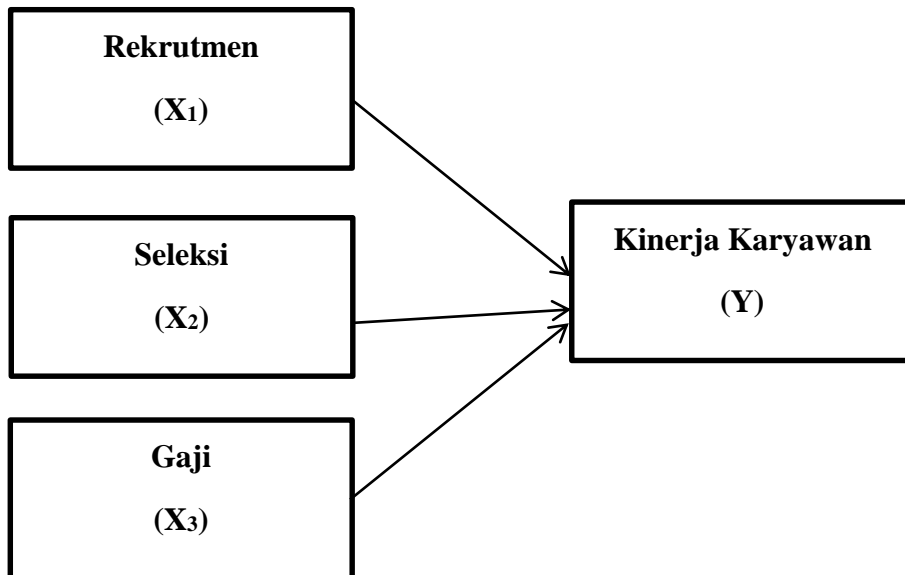 Rekrutmen
(X₁)
Seleksi
(X₂)
Gaji
(X₃)
Kinerja Karyawan
(Y)